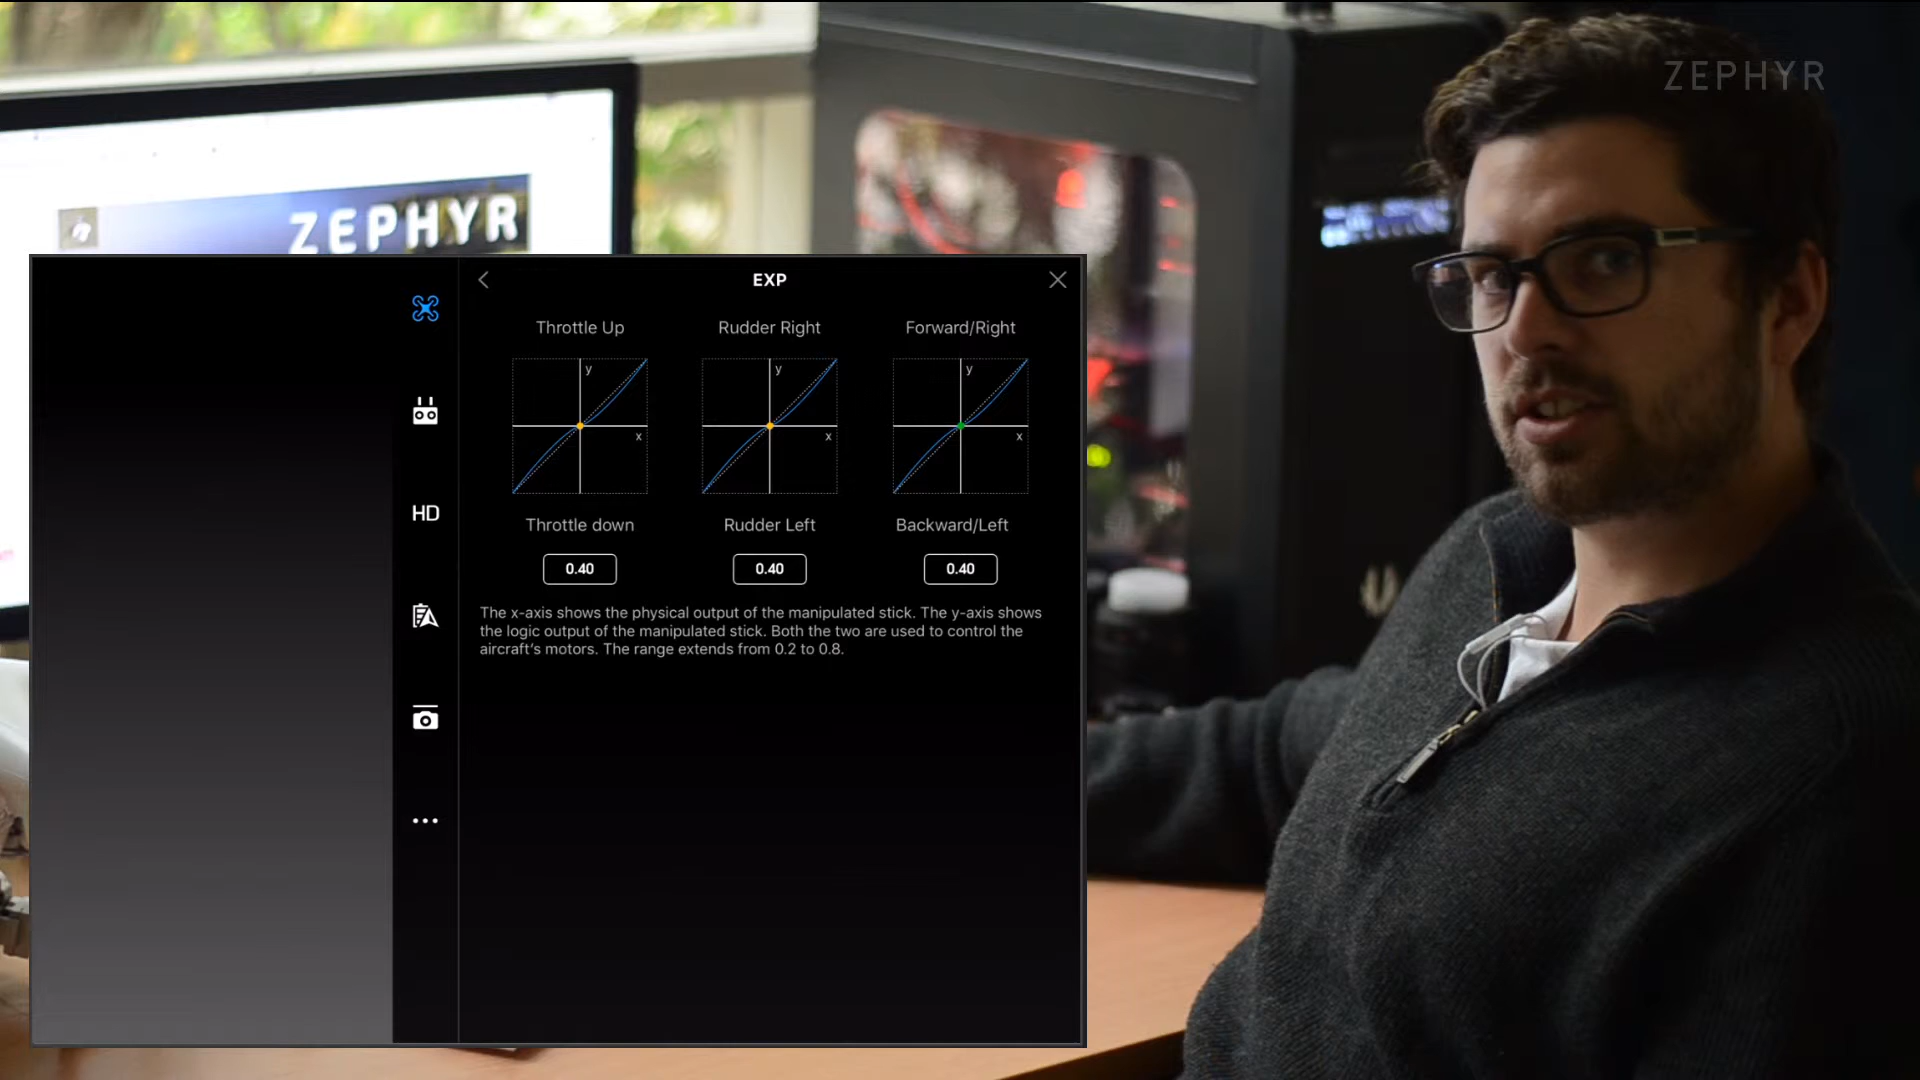 ZEPHYR
ZEPHYR
EXP
Throttle Up
Rudder Right
Forward/Right
y
x
y
x
y
x
Throttle down
Rudder Left
Backward/Left
0.40
0.40
0.40
HD
The x-axis shows the physical output of the manipulated stick. The y-axis shows
the logic output of the manipulated stick. Both the two are used to control the
aircraft's motors. The range extends from 0.2 to 0.8.